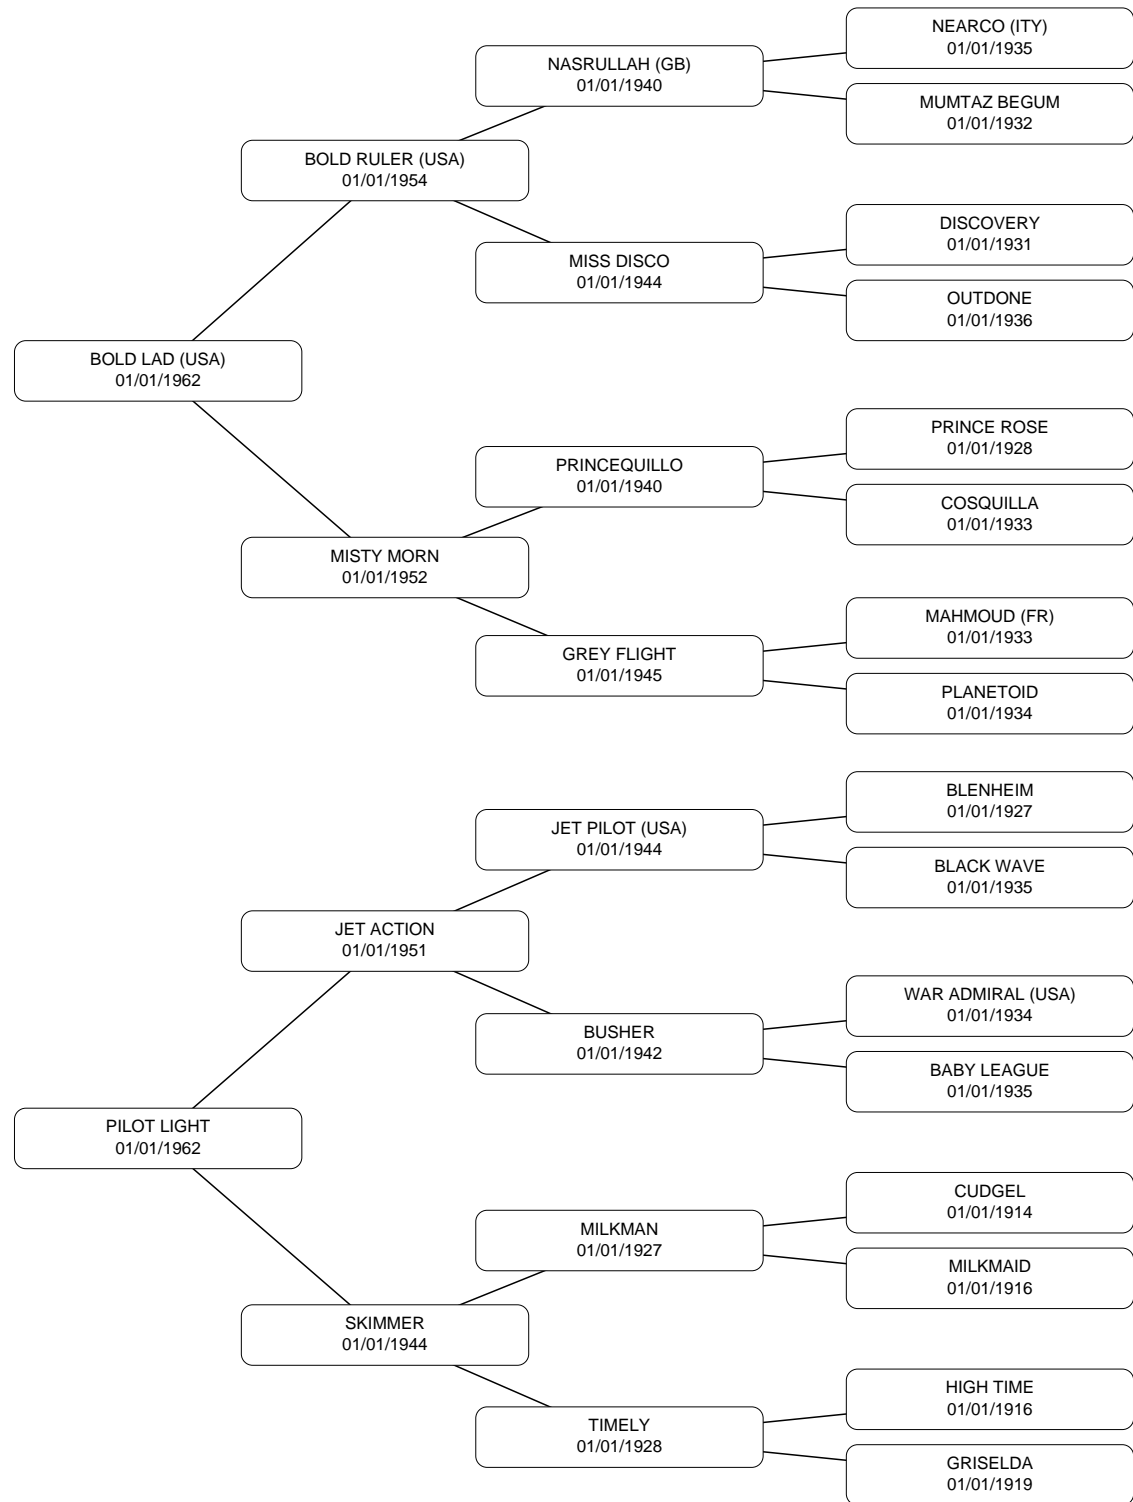 NEARCO (ITY)
01/01/1935
NASRULLAH (GB)
01/01/1940
MUMTAZ BEGUM
01/01/1932
BOLD RULER (USA)
01/01/1954
DISCOVERY
01/01/1931
MISS DISCO
01/01/1944
OUTDONE
01/01/1936
BOLD LAD (USA)
01/01/1962
PRINCE ROSE
01/01/1928
PRINCEQUILLO
01/01/1940
COSQUILLA
01/01/1933
MISTY MORN
01/01/1952
MAHMOUD (FR)
01/01/1933
GREY FLIGHT
01/01/1945
PLANETOID
01/01/1934
BLENHEIM
01/01/1927
JET PILOT (USA)
01/01/1944
BLACK WAVE
01/01/1935
JET ACTION
01/01/1951
WAR ADMIRAL (USA)
01/01/1934
BUSHER
01/01/1942
BABY LEAGUE
01/01/1935
PILOT LIGHT
01/01/1962
CUDGEL
01/01/1914
MILKMAN
01/01/1927
MILKMAID
01/01/1916
SKIMMER
01/01/1944
HIGH TIME
01/01/1916
TIMELY
01/01/1928
GRISELDA
01/01/1919